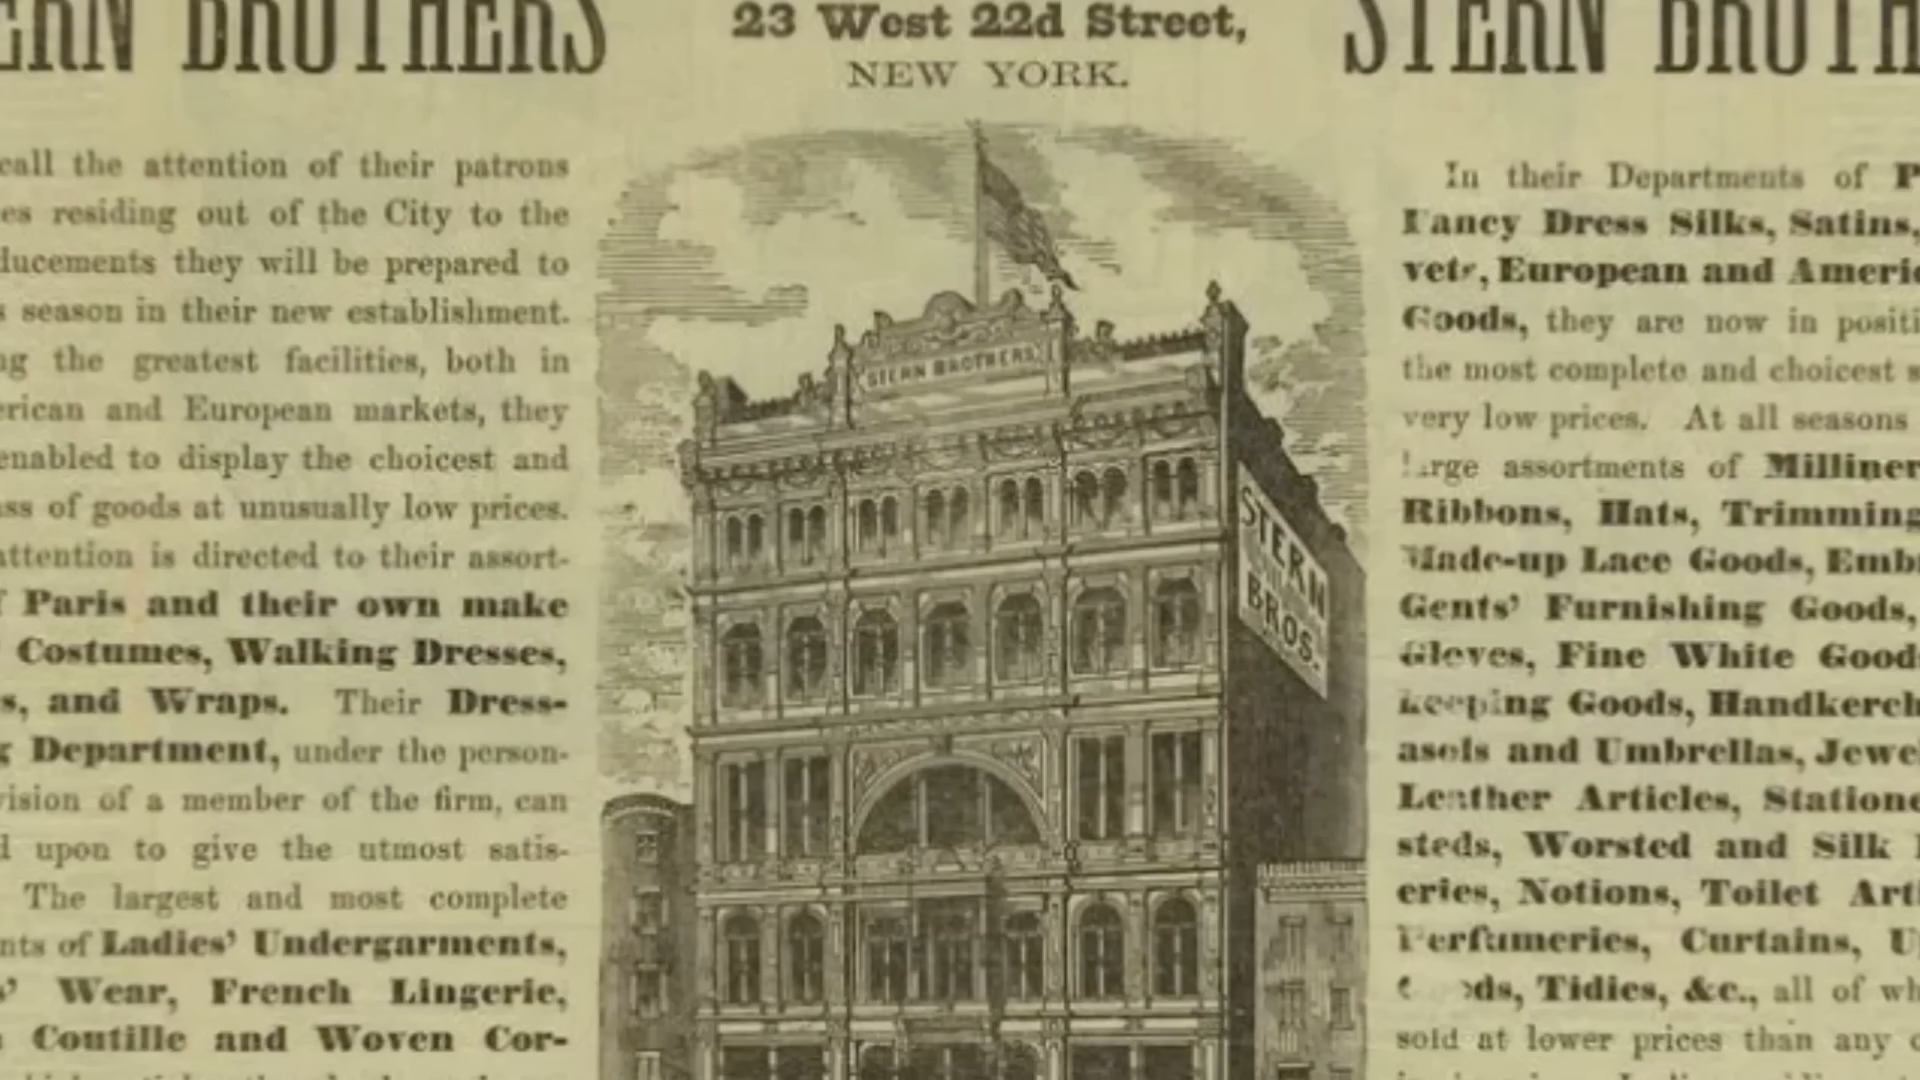 ERN BROTHERS
23 West 22d Street,
NEW YORK.
STERN BROTH
call the attention of their patrons
es residing out of the City to the
ducements they will be prepared to
s season in their new establishment.
ng the greatest facilities, both in
erican and European markets, they
enabled to display the choicest and
ass of goods at unusually low prices.
attention is directed to their assort-
f Paris and their own make
Costumes, Walking Dresses,
s, and Wraps. Their Dress-
g Department, under the person-
vision of a member of the firm, can
d upon to give the utmost satis-
The largest and most complete
nts of Ladies' Undergarments,
s' Wear, French Lingerie,
Coutille and Woven Cor-
STERN BROTHERS
STERN
BROS.
In their Departments of P
Fancy Dress Silks, Satins,
vets, European and Americ
Goods, they are now in positi
the most complete and choicest s
very low prices. At all seasons
large assortments of Milliner
Ribbons, Hats, Trimming
Made-up Lace Goods, Emb
Gents' Furnishing Goods,
Gloves, Fine White Goods
keeping Goods, Handkerch
asols and Umbrellas, Jewe
Leather Articles, Statione
steds, Worsted and Silk
eries, Notions, Toilet Arti
Perfumeries, Curtains, U
ods, Tidies, &c., all of wh
sold at lower prices than any